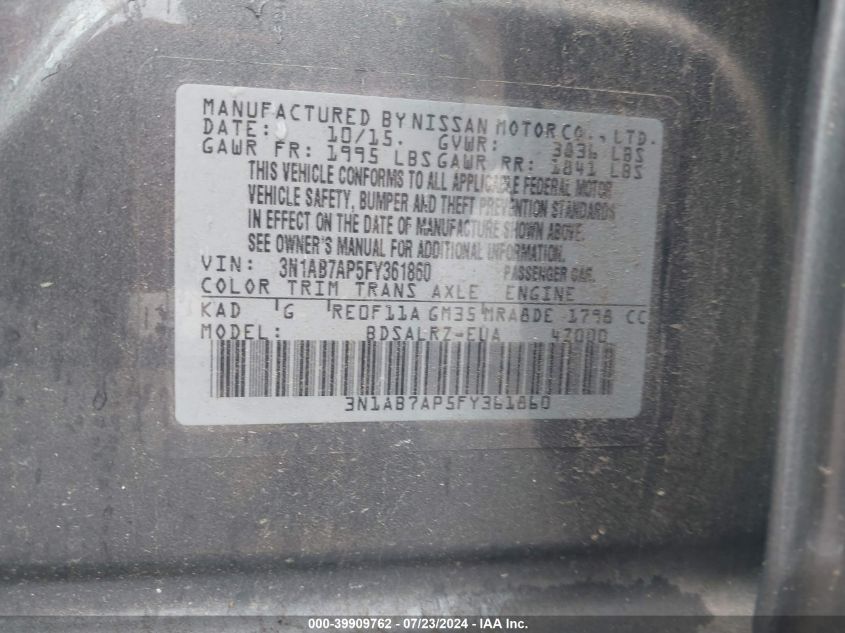 MANUFACTURED BY NISSAN MOTOR CO., LTD.
DATE: 10/15. GVWR: 3836 LBS
GAWR FR: 1995 LBS GAWR RR: 1841 LBS
THIS VEHICLE CONFORMS TO ALL APPLICABLE FEDERAL MOTOR
VEHICLE SAFETY, BUMPER AND THEFT PREVENTION STANDARDS
IN EFFECT ON THE DATE OF MANUFACTURE SHOWN ABOVE.
SEE OWNER'S MANUAL FOR ADDITIONAL INFORMATION.
VIN: 3N1AB7AP5FY361860 PASSENGER CAR.
COLOR TRIM TRANS AXLE ENGINE
KAD G RE0F11A GM35 MRA8DE 1798 CC
MODEL: BDSALRZ-EUA 4Z000
3N1AB7AP5FY361860
000-39909762 - 07/23/2024 - IAA Inc.